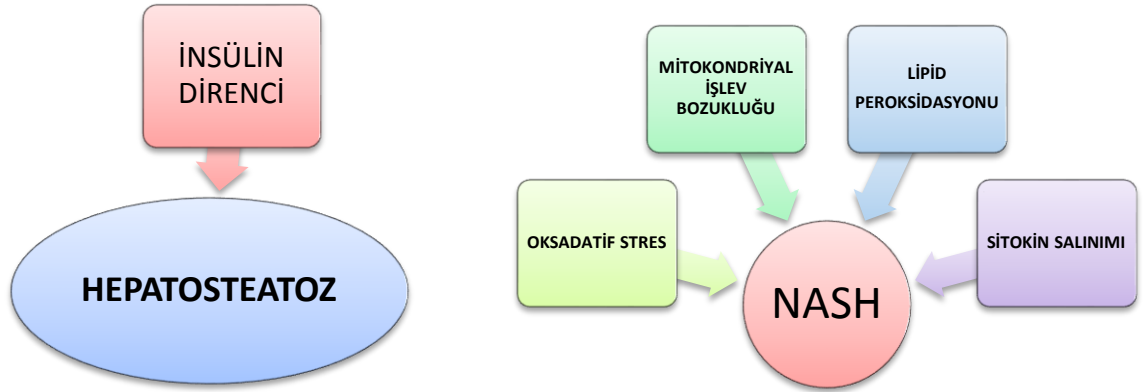 İNSÜLİN
DİRENCİ
HEPATOSTEATOZ
MİTOKONDRİYAL
İŞLEV
BOZUKLUĞU
LİPİD
PEROKSİDASYONU
OKSADATİF STRES
SİTOKİN SALINIMI
NASH